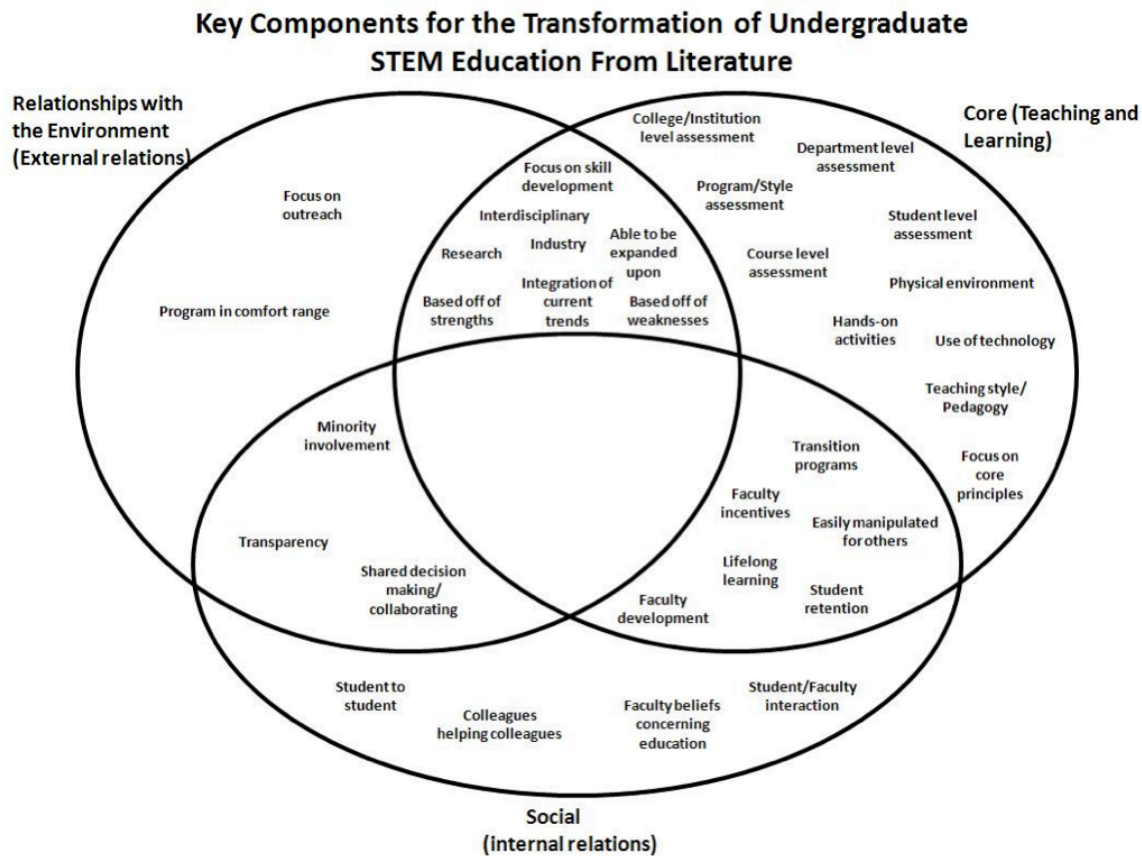 Key Components for the Transformation of Undergraduate
STEM Education From Literature
Relationships with
the Environment
(External relations)
Core (Teaching and
Learning)
College/Institution
level assessment
Department level
assessment
Focus on skill
development
Program/Style
assessment
Focus on
outreach
Interdisciplinary
Student level
assessment
Research
Industry
Able to be
expanded
upon
Course level
assessment
Physical environment
Program in comfort range
Based off of
strengths
Integration of
current
trends
Based off of
weaknesses
Hands-on
activities
Use of technology
Teaching style/
Pedagogy
Minority
involvement
Transition
programs
Focus on
core
principles
Faculty
incentives
Easily manipulated
for others
Transparency
Shared decision
making/
collaborating
Lifelong
learning
Faculty
development
Student
retention
Student to
student
Colleagues
helping colleagues
Faculty beliefs
concerning
education
Student/Faculty
interaction
Social
(internal relations)